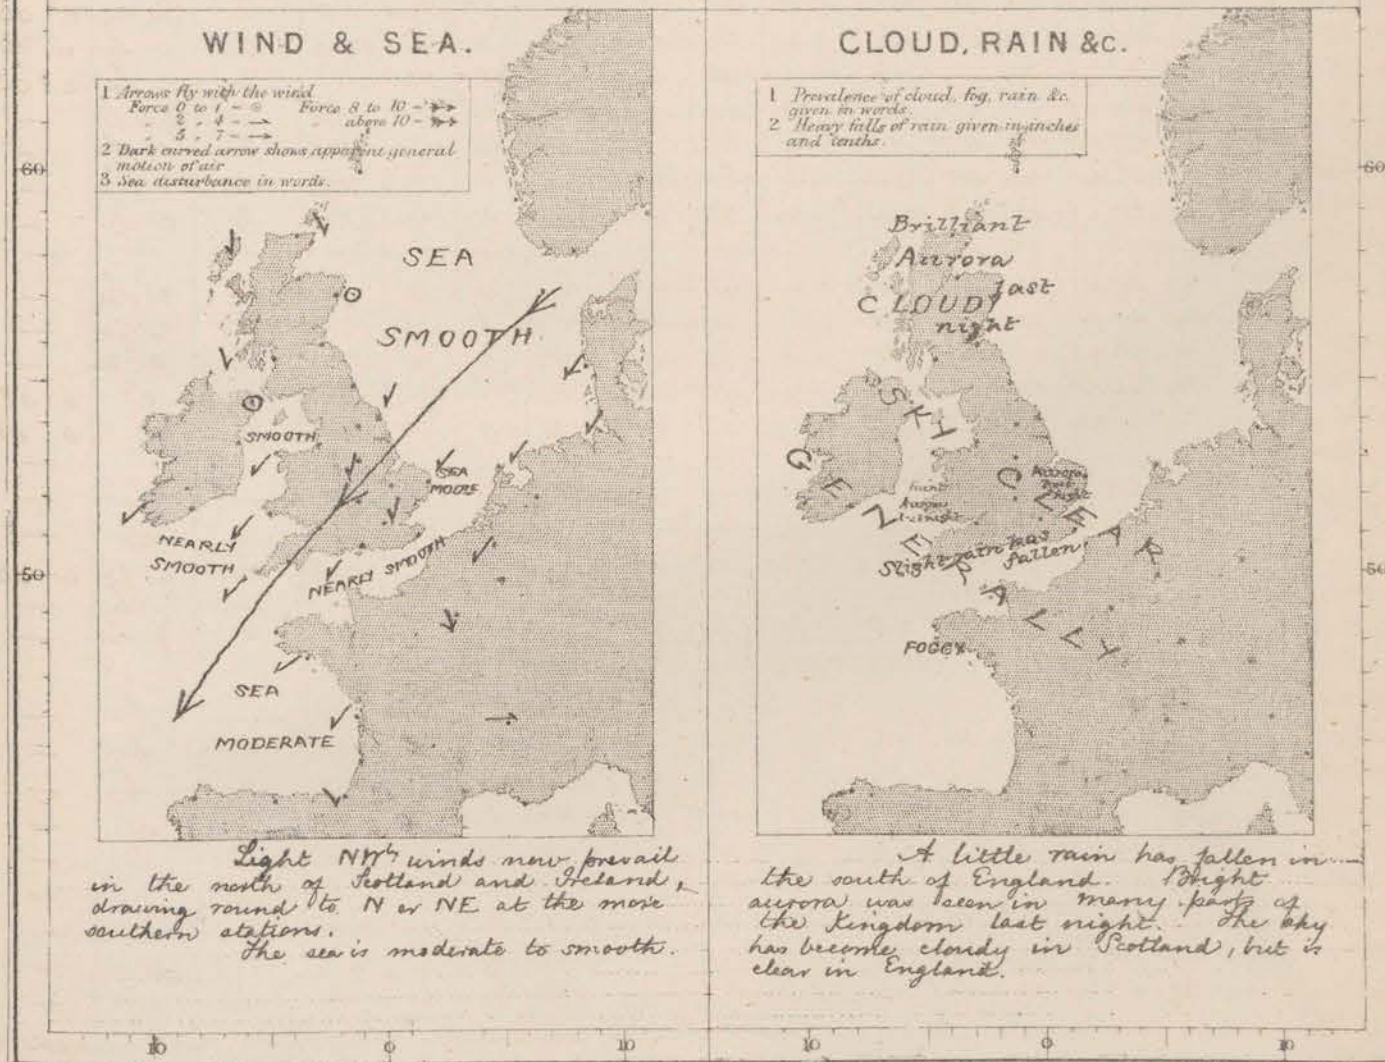 WIND & SEA.
1 Arrows fly with the wind
Force 0 to 1 - ⊙ Force 8 to 10 -
" 2 " 4 - " above 10 -
" 5 " 7 -
2 Dark curved arrow shows apparent general
motion of air
3 Sea disturbance in words.
60
SEA
SMOOTH
SMOOTH
SEA
NEARLY
SMOOTH
NEARLY SMOOTH
50
SEA
MODERATE
Light NWly winds now prevail
in the north of Scotland and Ireland,
drawing round to N or NE at the more
southern stations.
The sea is moderate to smooth.
10 0 10
CLOUD, RAIN &c.
1 Prevalence of cloud, fog, rain &c.
given in words.
2 Heavy falls of rain given in inches
and tenths.
60
Brilliant
Aurora
last
CLOUDY
night
SKY
GENERALLY
CLEAR
Aurora
last
night
Aurora
Slight rain has
fallen
50
FOGGY
A little rain has fallen in
the south of England. Bright
aurora was seen in many parts of
the Kingdom last night. The sky
has become cloudy in Scotland, but is
clear in England.
10 0 10